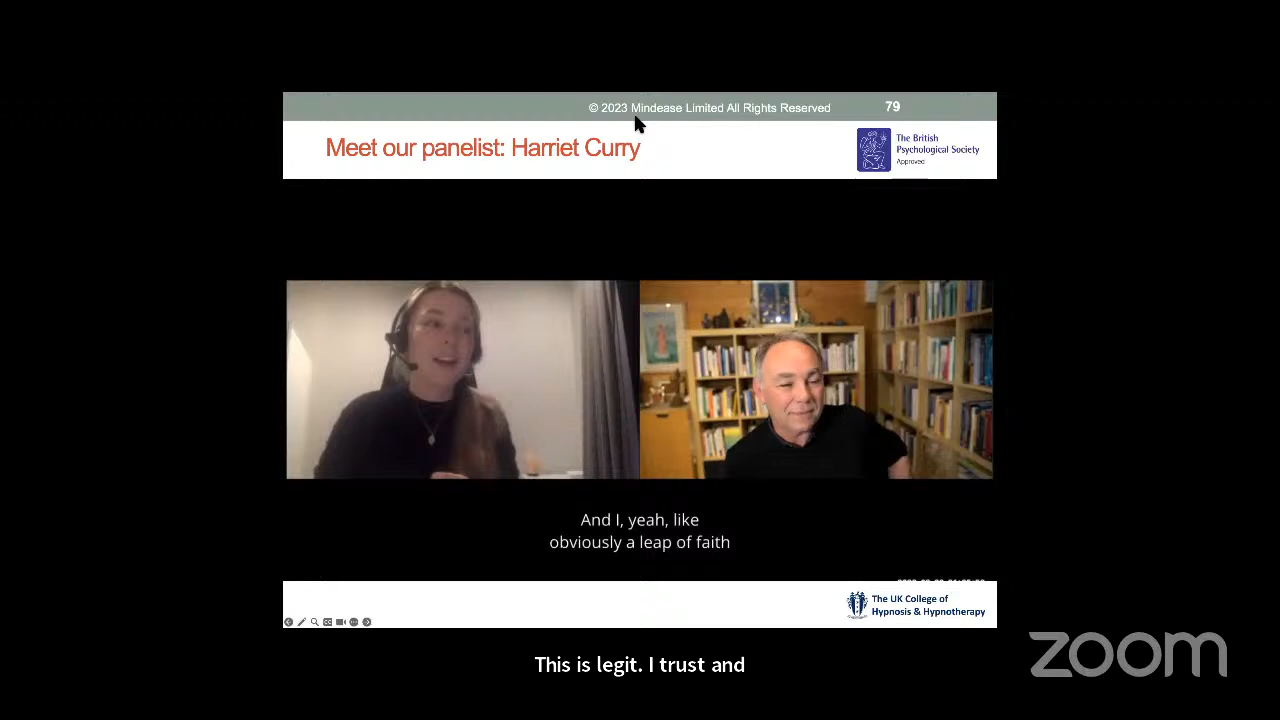 © 2023 Mindease Limited All Rights Reserved
79
Meet our panelist: Harriet Curry
The British
Psychological Society
Approved
And I, yeah, like
obviously a leap of faith
The UK College of
Hypnosis & Hypnotherapy
This is legit. I trust and
zoom